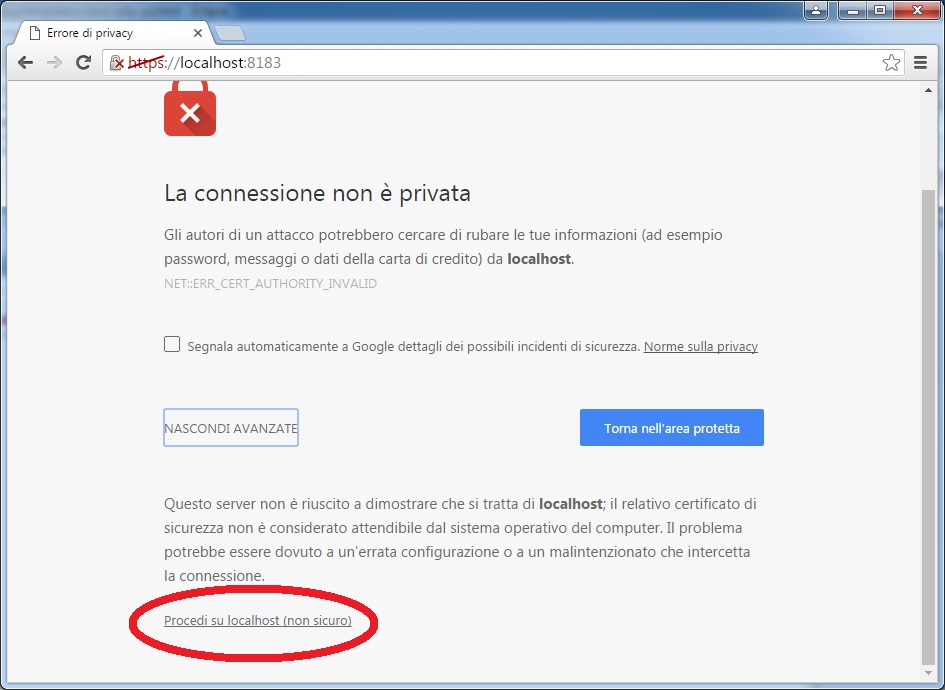 Errore di privacy
https://localhost:8183
La connessione non è privata
Gli autori di un attacco potrebbero cercare di rubare le tue informazioni (ad esempio
password, messaggi o dati della carta di credito) da localhost.
NET::ERR_CERT_AUTHORITY_INVALID
Segnala automaticamente a Google dettagli dei possibili incidenti di sicurezza. Norme sulla privacy
NASCONDI AVANZATE
Torna nell'area protetta
Questo server non è riuscito a dimostrare che si tratta di localhost; il relativo certificato di
sicurezza non è considerato attendibile dal sistema operativo del computer. Il problema
potrebbe essere dovuto a un'errata configurazione o a un malintenzionato che intercetta
la connessione.
Procedi su localhost (non sicuro)